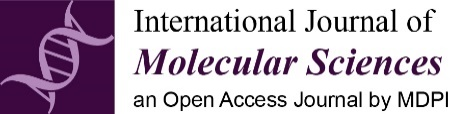 International Journal of
Molecular Sciences
an Open Access Journal by MDPI